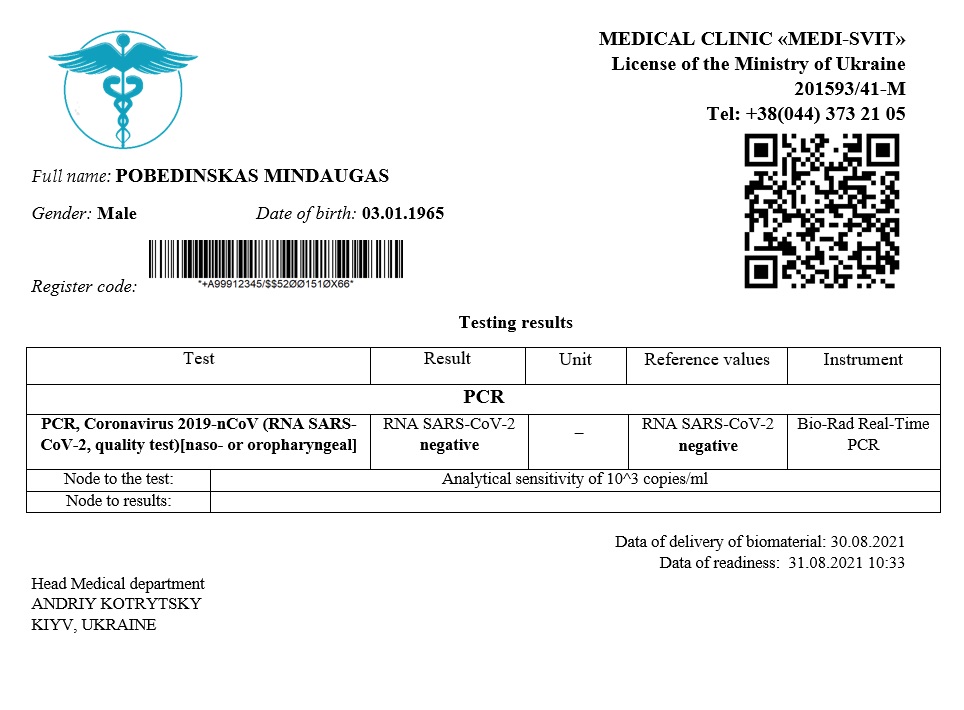 MEDICAL CLINIC «MEDI-SVIT»
License of the Ministry of Ukraine
201593/41-M
Tel: +38(044) 373 21 05
Full name: POBEDINSKAS MINDAUGAS
Gender: Male Date of birth: 03.01.1965
Register code: *+A99912345/$$52ØØ151ØX66*
Testing results
Test Result Unit Reference values Instrument
PCR
PCR, Coronavirus 2019-nCoV (RNA SARS- RNA SARS-CoV-2 – RNA SARS-CoV-2 Bio-Rad Real-Time
CoV-2, quality test)[naso- or oropharyngeal] negative negative PCR
Node to the test: Analytical sensitivity of 10^3 copies/ml
Node to results:
Data of delivery of biomaterial: 30.08.2021
Data of readiness: 31.08.2021 10:33
Head Medical department
ANDRIY KOTRYTSKY
KIYV, UKRAINE